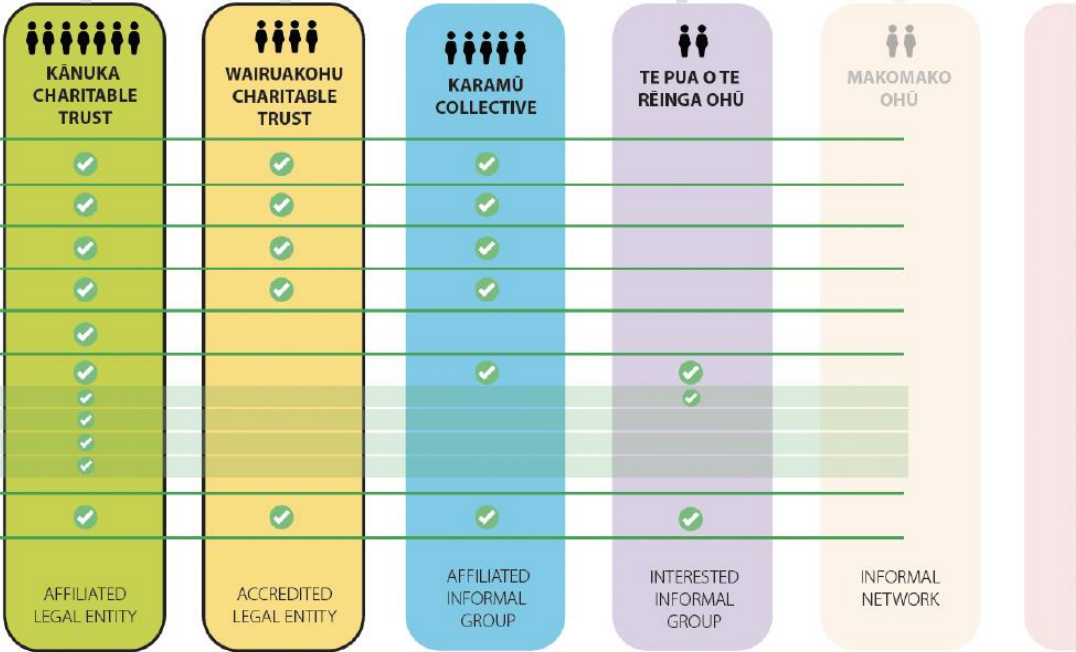 KĀNUKA
CHARITABLE
TRUST
WAIRUAKOHU
CHARITABLE
TRUST
KARAMŪ
COLLECTIVE
TE PUA O TE
RĒINGA OHŪ
MAKOMAKO
OHŪ
AFFILIATED
LEGAL ENTITY
ACCREDITED
LEGAL ENTITY
AFFILIATED
INFORMAL
GROUP
INTERESTED
INFORMAL
GROUP
INFORMAL
NETWORK